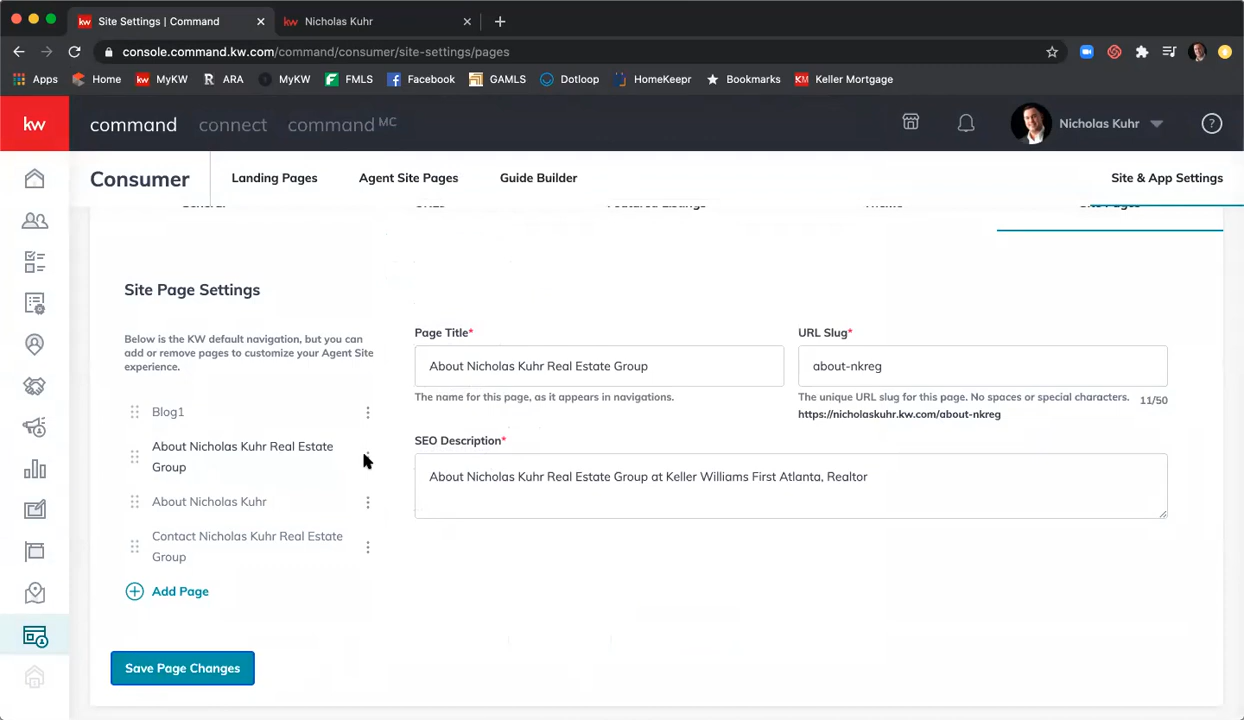 kw Site Settings | Command
kw Nicholas Kuhr
console.command.kw.com/command/consumer/site-settings/pages
Apps Home kw MyKW R ARA MyKW FMLS Facebook GAMLS Dotloop HomeKeepr Bookmarks KM Keller Mortgage
kw command connect command MC Nicholas Kuhr ?
Consumer Landing Pages Agent Site Pages Guide Builder Site & App Settings
General URLs Featured Listings Theme Site Pages
Site Page Settings
Below is the KW default navigation, but you can
add or remove pages to customize your Agent Site
experience.
Blog1
About Nicholas Kuhr Real Estate
Group
About Nicholas Kuhr
Contact Nicholas Kuhr Real Estate
Group
Add Page
Save Page Changes
Page Title*
About Nicholas Kuhr Real Estate Group
The name for this page, as it appears in navigations.
URL Slug*
about-nkreg
The unique URL slug for this page. No spaces or special characters. 11/50
https://nicholaskuhr.kw.com/about-nkreg
SEO Description*
About Nicholas Kuhr Real Estate Group at Keller Williams First Atlanta, Realtor